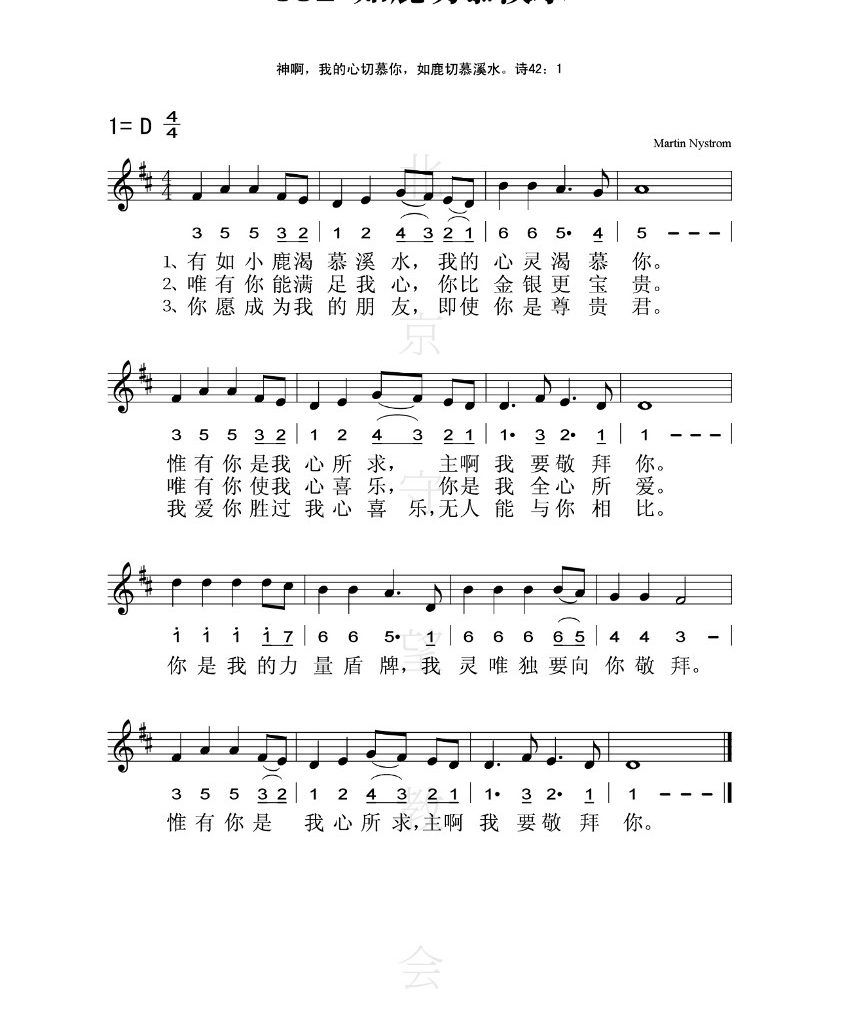 神啊，我的心切慕你，如鹿切慕溪水。诗42：1
1= D 4/4
Martin Nystrom
3 5 5 3 2 | 1 2 4 3 2 1 | 6 6 5· 4 | 5 - - - |
1、有如小鹿渴慕溪水，我的心灵渴慕你。
2、唯有你能满足我心，你比金银更宝贵。
3、你愿成为我的朋友，即使你是尊贵君。
3 5 5 3 2 | 1 2 4 3 2 1 | 1· 3 2· 1 | 1 - - - |
惟有你是我心所求，主啊我要敬拜你。
唯有你使我心喜乐，你是我全心所爱。
我爱你胜过我心喜乐，无人能与你相比。
1 1 1 1 7 | 6 6 5· 1 | 6 6 6 6 5 | 4 4 3 - |
你是我的力量盾牌，我灵唯独要向你敬拜。
3 5 5 3 2 | 1 2 4 3 2 1 | 1· 3 2· 1 | 1 - - - ||
惟有你是我心所求，主啊我要敬拜你。
北京守望教会